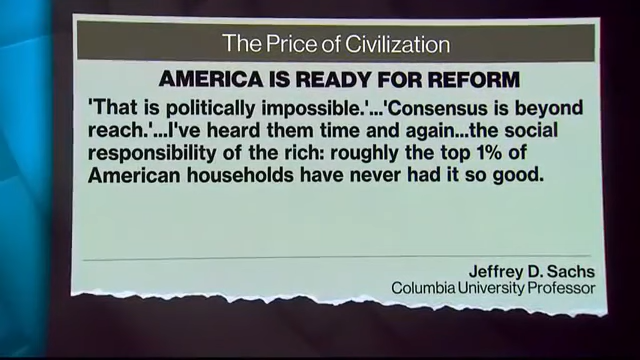 The Price of Civilization
AMERICA IS READY FOR REFORM
'That is politically impossible.'...'Consensus is beyond
reach.'...I've heard them time and again...the social
responsibility of the rich: roughly the top 1% of
American households have never had it so good.
Jeffrey D. Sachs
Columbia University Professor